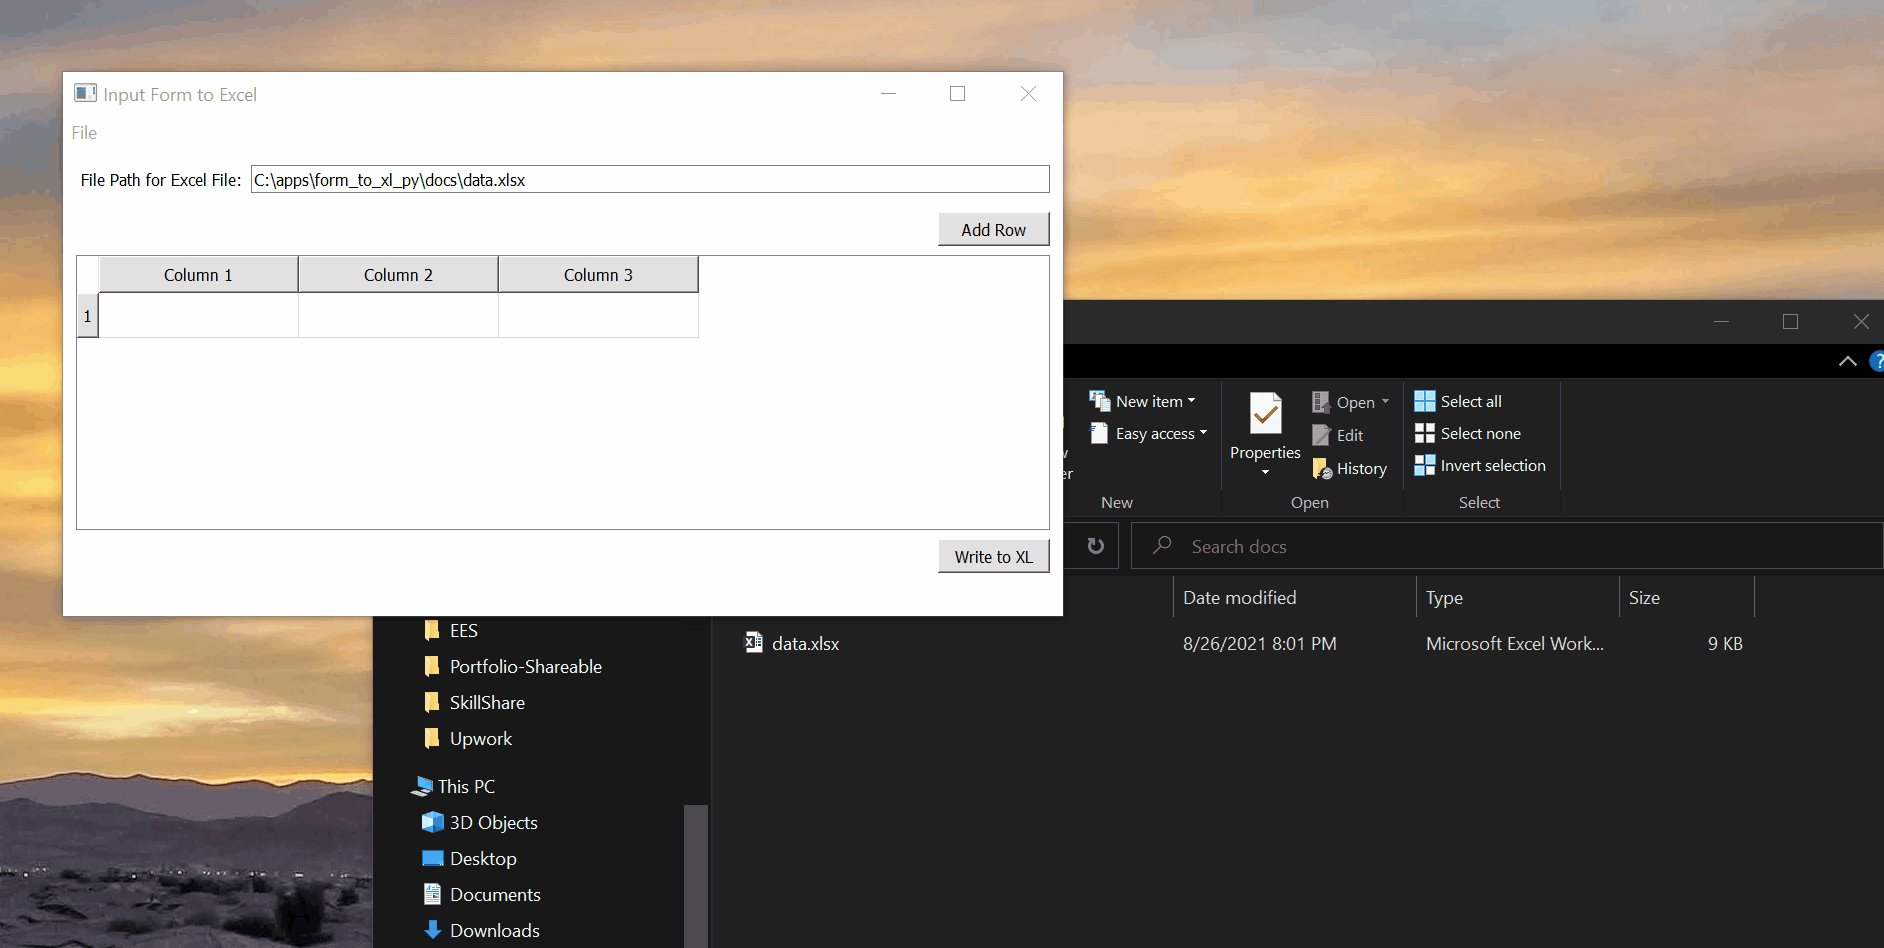 Input Form to Excel
File
File Path for Excel File: C:\apps\form_to_xl_py\docs\data.xlsx
Add Row
Column 1 Column 2 Column 3
1
Write to XL
?
New item
Easy access
w
er
New
Properties
Open
Edit
History
Open
Select all
Select none
Invert selection
Select
Search docs
Date modified Type Size
data.xlsx 8/26/2021 8:01 PM Microsoft Excel Work... 9 KB
EES
Portfolio-Shareable
SkillShare
Upwork
This PC
3D Objects
Desktop
Documents
Downloads